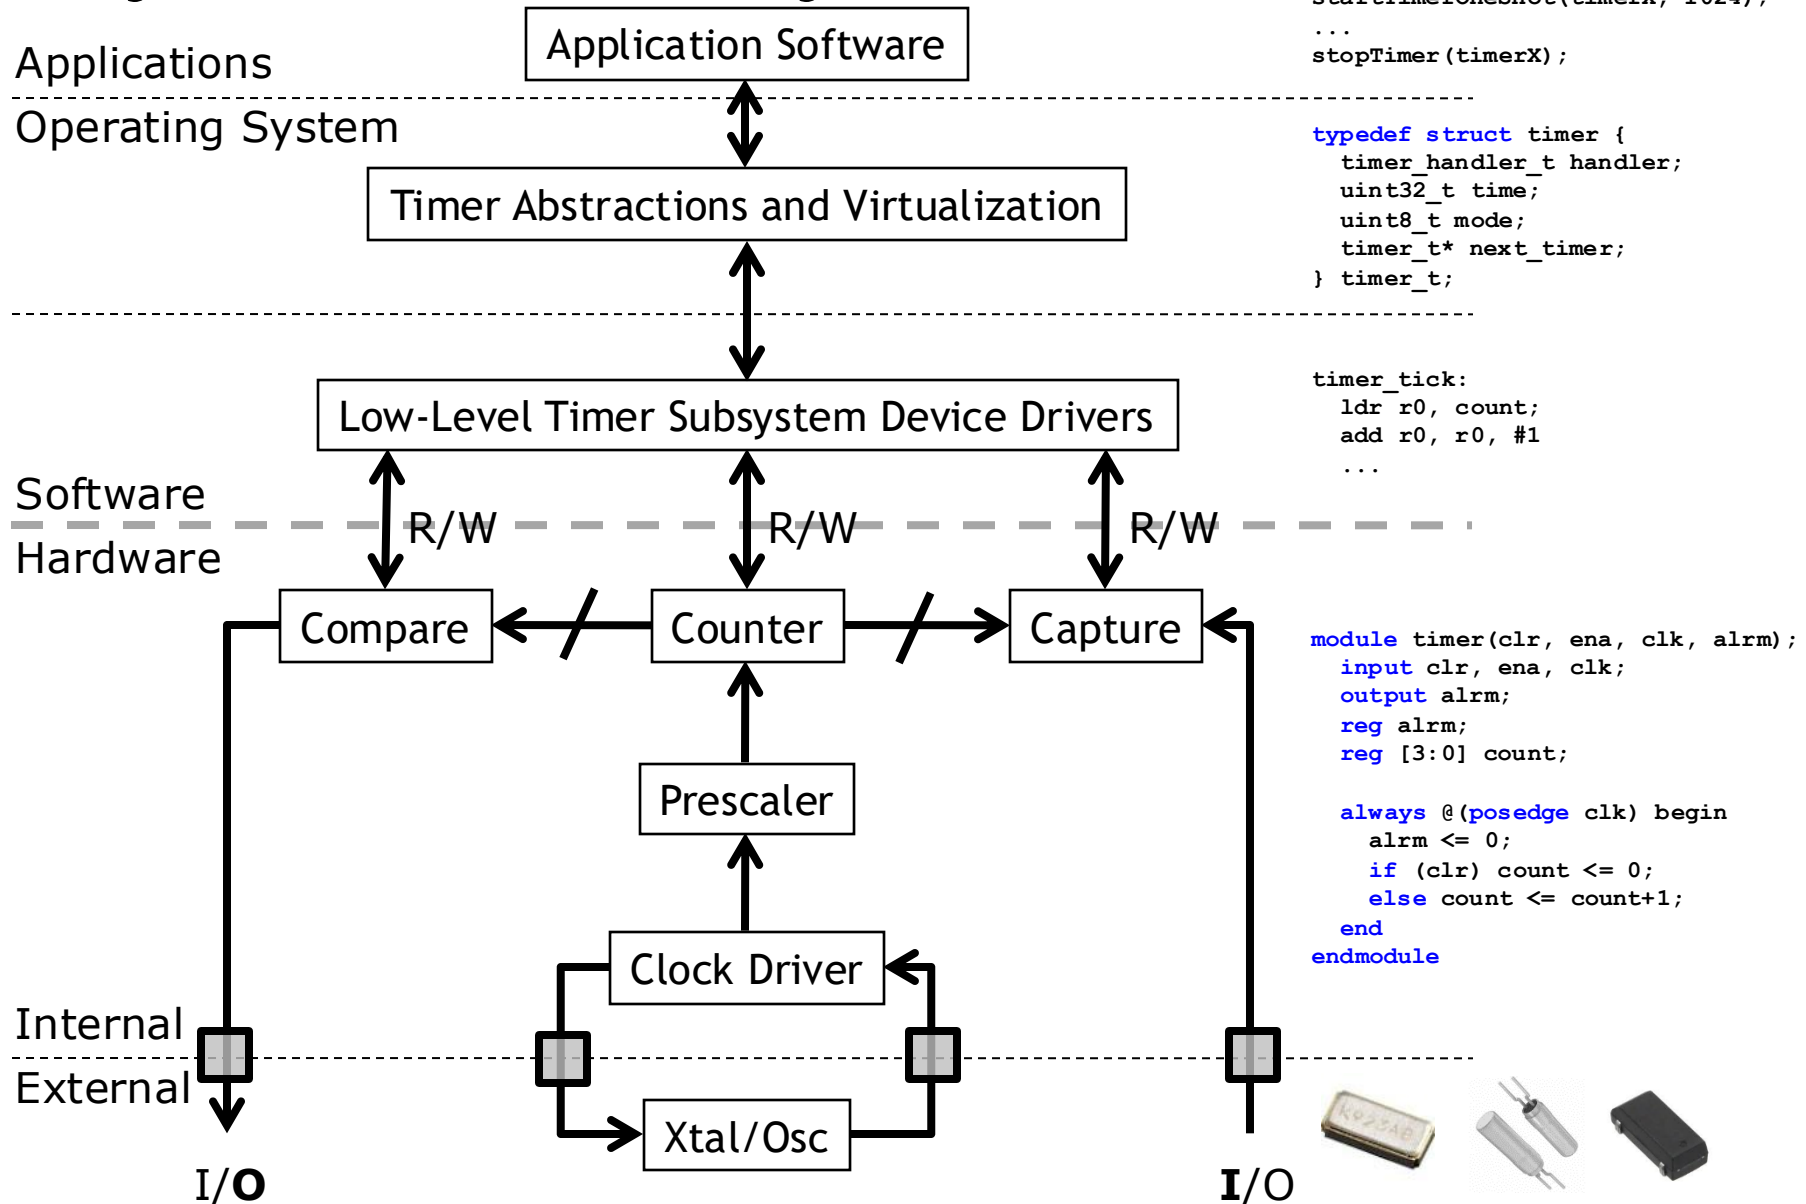 stopTimer(timerX);
...
Application Software
Applications
Operating System
Timer Abstractions and Virtualization
typedef struct timer {
timer_handler_t handler;
uint32_t time;
uint8_t mode;
timer_t* next_timer;
} timer_t;
Low-Level Timer Subsystem Device Drivers
timer_tick:
ldr r0, count;
add r0, r0, #1
...
Software
R/W
R/W
R/W
Hardware
Compare
Counter
Capture
module timer(clr, ena, clk, alrm);
input clr, ena, clk;
output alrm;
reg alrm;
reg [3:0] count;
always @(posedge clk) begin
alrm <= 0;
if (clr) count <= 0;
else count <= count+1;
end
endmodule
Prescaler
Clock Driver
Internal
External
Xtal/Osc
I/O
I/O